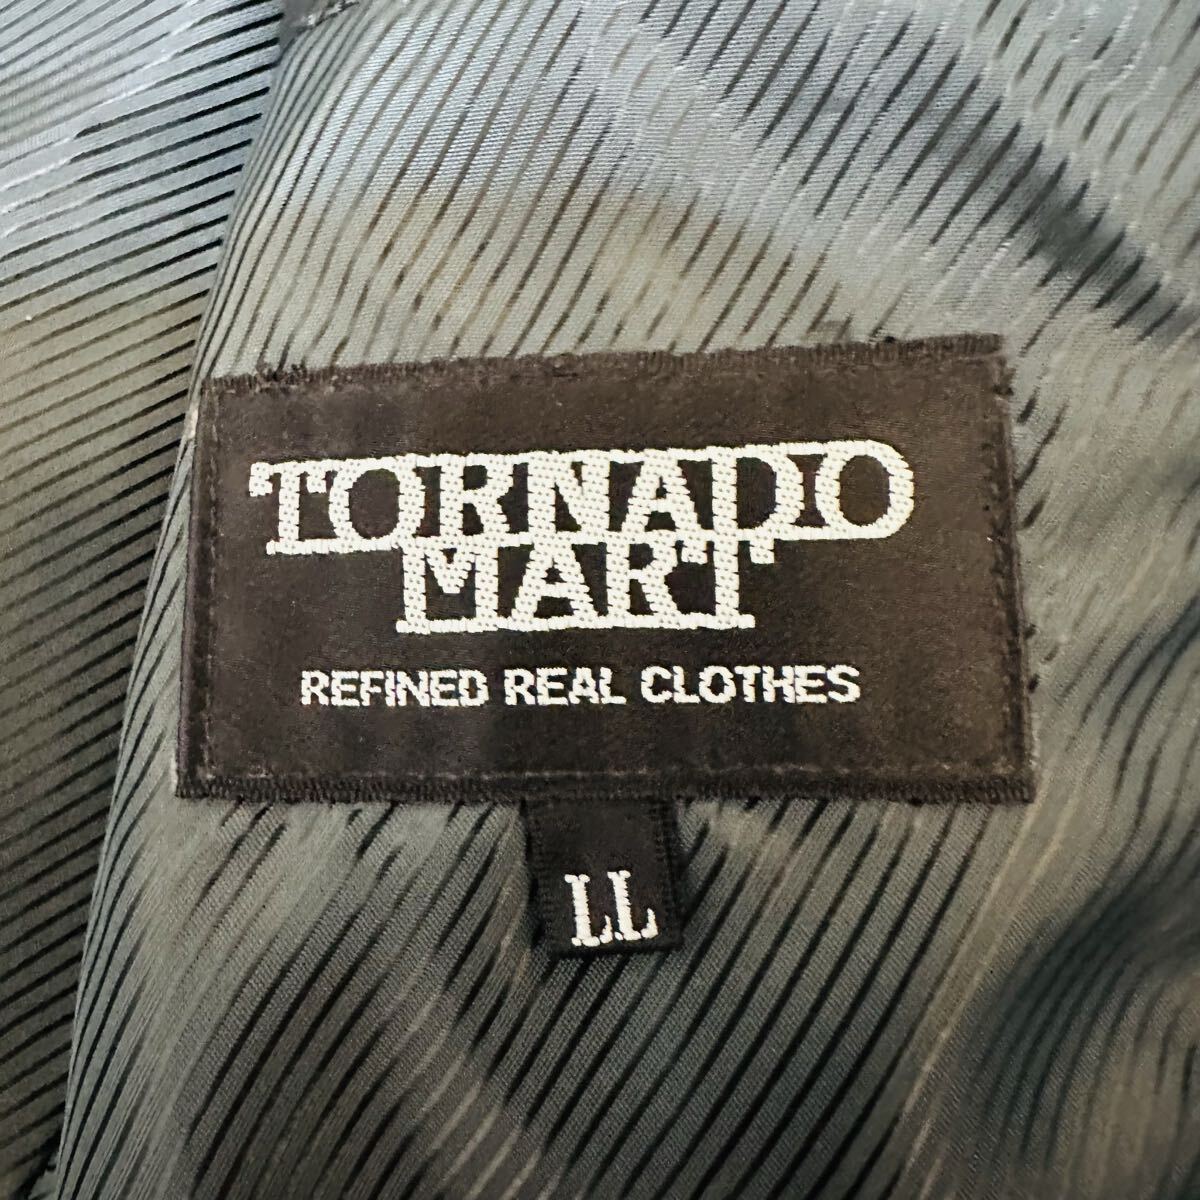 TORNADO
MART
REFINED REAL CLOTHES
LL